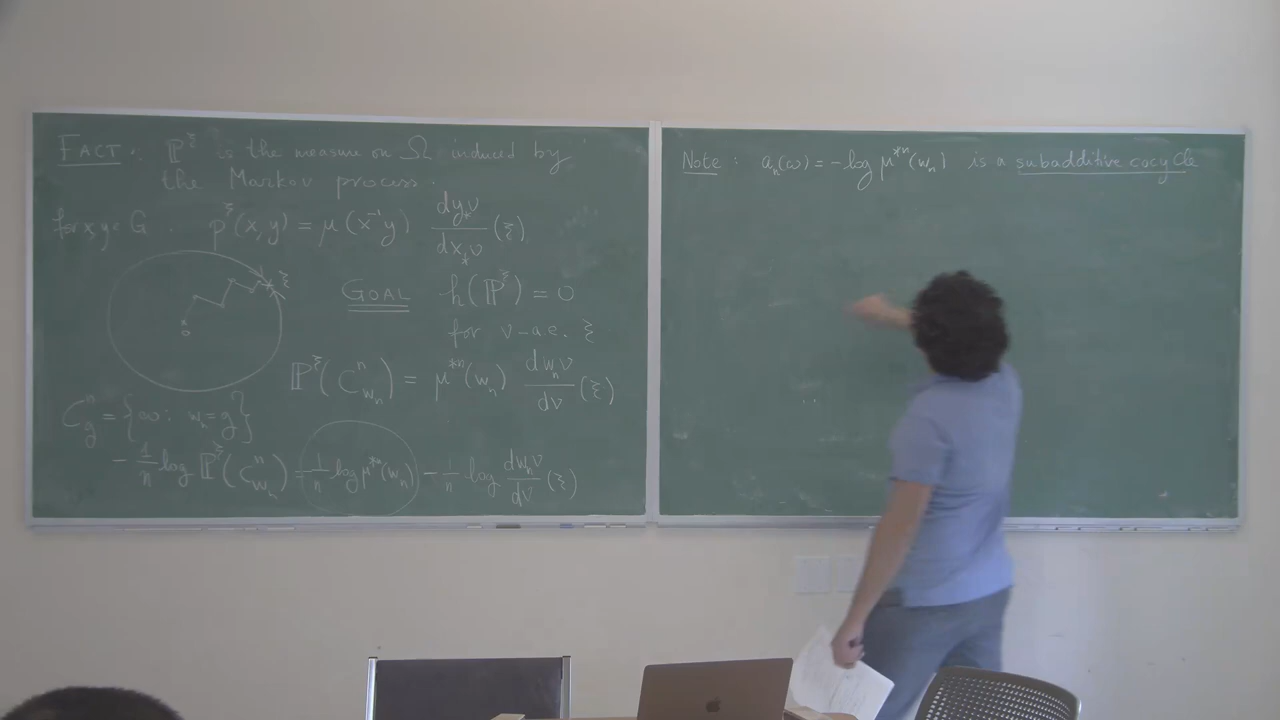 FACT: ℙ^ξ is the measure on Ω induced by
the Markov process.
for x,y∈G p^ξ(x,y) = μ(x⁻¹y) dy_*ν/dx_*ν (ξ)
ξ
o
GOAL h(ℙ^ξ) = 0
for ν-a.e. ξ
ℙ^ξ(C^n_{w_n}) = μ^{*n}(w_n) dw_nν/dν (ξ)
C^n_g = {ω: w_n = g}
-1/n log ℙ^ξ(C^n_{w_n}) = -1/n log μ^{*n}(w_n) - 1/n log dw_nν/dν (ξ)
Note: a_n(ω) = -log μ^{*n}(w_n) is a subadditive cocycle